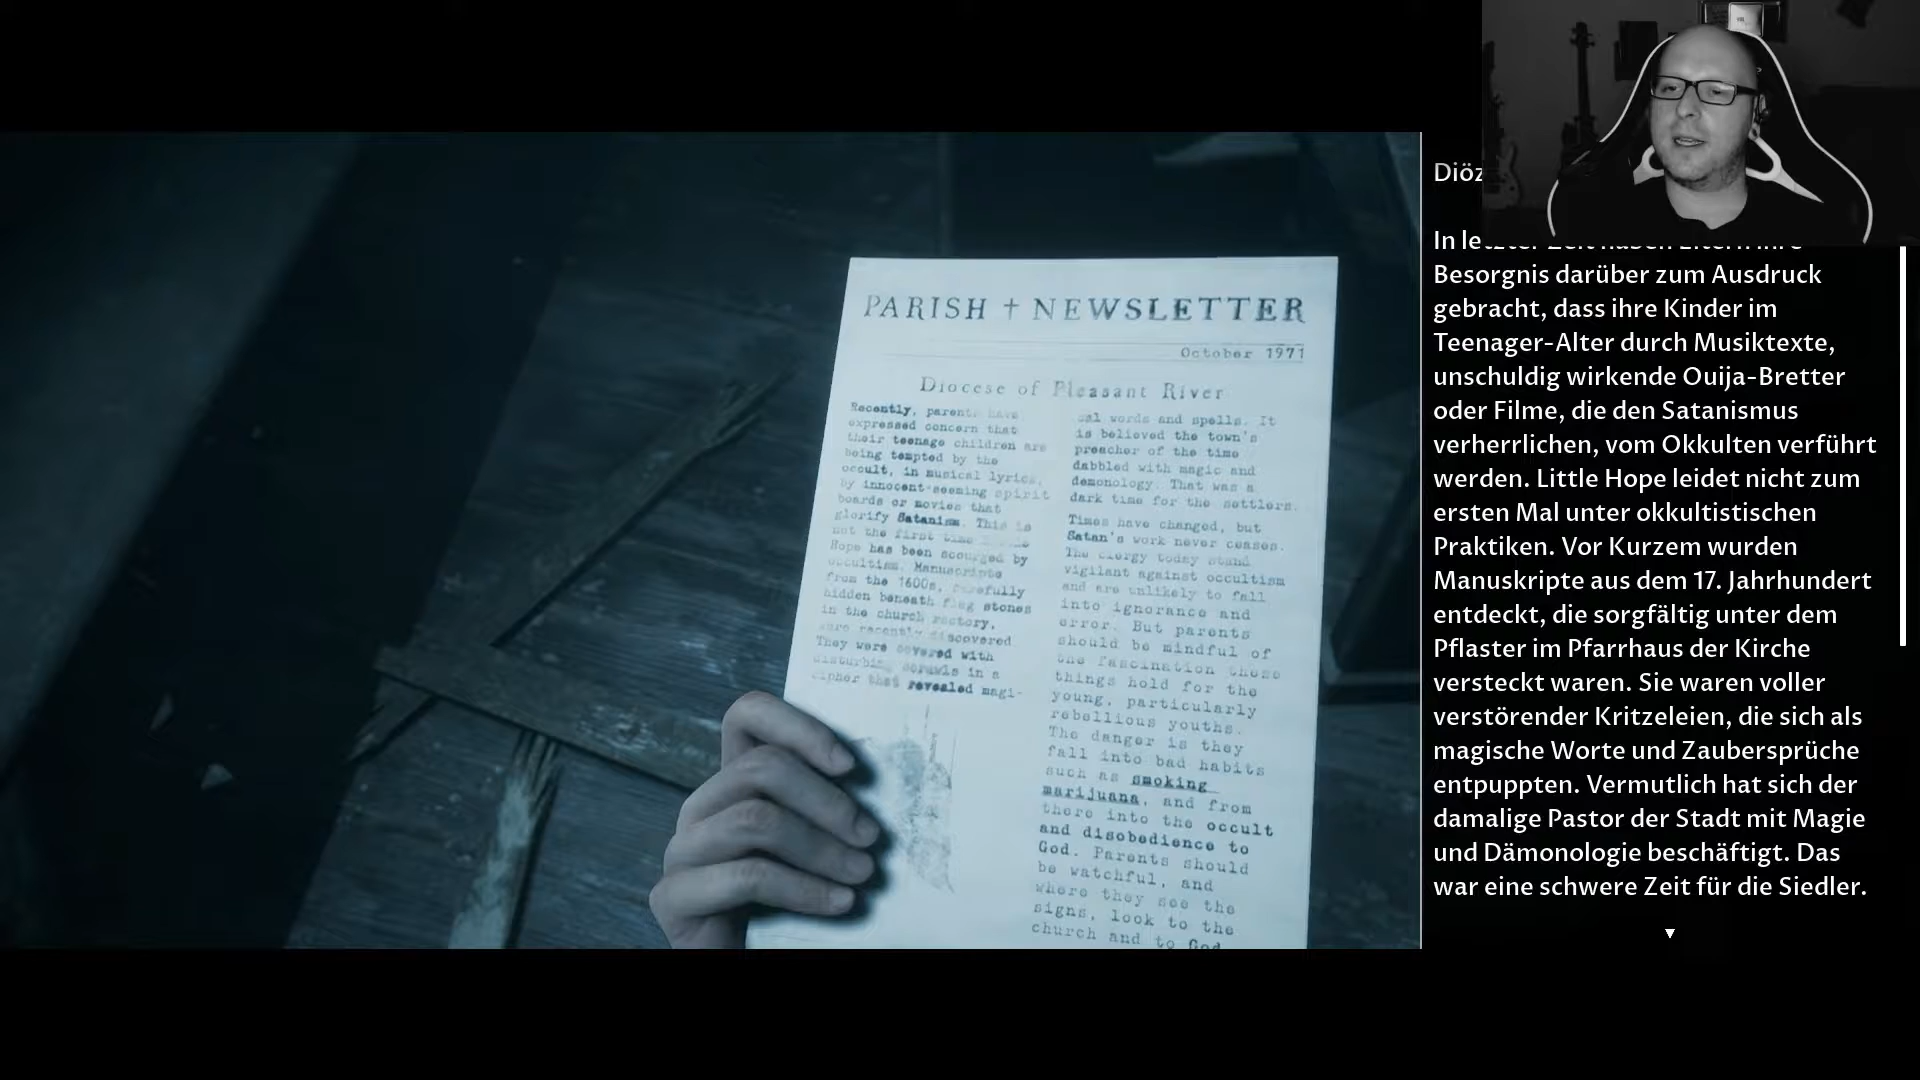 PARISH † NEWSLETTER
October 1971
Diocese of Pleasant River
Recently, parents have
expressed concern that
their teenage children are
being tempted by the
occult, in musical lyrics,
by innocent-seeming spirit
boards or movies that
glorify Satanism. This is
not the first time
Hope has been scourged by
occultism. Manuscripts
from the 1600s, carefully
hidden beneath flag stones
in the church rectory,
were recently discovered
They were covered with
disturbing scrawls in a
cipher that revealed magi-
cal words and spells. It
is believed the town's
preacher of the time
dabbled with magic and
demonology. That was a
dark time for the settlers.
Times have changed, but
Satan's work never ceases.
The clergy today stand
vigilant against occultism
and are unlikely to fall
into ignorance and
error. But parents
should be mindful of
the fascination these
things hold for the
young, particularly
rebellious youths.
The danger is they
fall into bad habits
such as smoking
marijuana, and from
there into the occult
and disobedience to
God. Parents should
be watchful, and
where they see the
signs, look to the
church and to God
Diöz
In letzter Zeit haben Eltern ihre
Besorgnis darüber zum Ausdruck
gebracht, dass ihre Kinder im
Teenager-Alter durch Musiktexte,
unschuldig wirkende Ouija-Bretter
oder Filme, die den Satanismus
verherrlichen, vom Okkulten verführt
werden. Little Hope leidet nicht zum
ersten Mal unter okkultistischen
Praktiken. Vor Kurzem wurden
Manuskripte aus dem 17. Jahrhundert
entdeckt, die sorgfältig unter dem
Pflaster im Pfarrhaus der Kirche
versteckt waren. Sie waren voller
verstörender Kritzeleien, die sich als
magische Worte und Zaubersprüche
entpuppten. Vermutlich hat sich der
damalige Pastor der Stadt mit Magie
und Dämonologie beschäftigt. Das
war eine schwere Zeit für die Siedler.